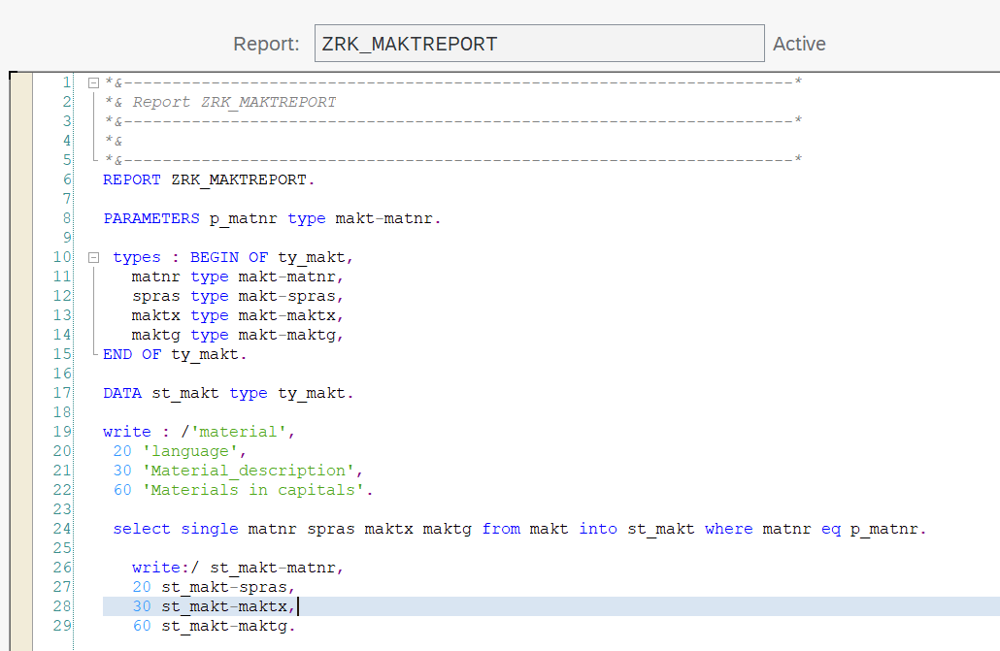 Report: ZRK_MAKTREPORT Active
1 *&---------------------------------------------------------------------*
2 *& Report ZRK_MAKTREPORT
3 *&---------------------------------------------------------------------*
4 *&
5 *&---------------------------------------------------------------------*
6 REPORT ZRK_MAKTREPORT.
7
8 PARAMETERS p_matnr type makt-matnr.
9
10 types : BEGIN OF ty_makt,
11 matnr type makt-matnr,
12 spras type makt-spras,
13 maktx type makt-maktx,
14 maktg type makt-maktg,
15 END OF ty_makt.
16
17 DATA st_makt type ty_makt.
18
19 write : /'material',
20 20 'language',
21 30 'Material_description',
22 60 'Materials in capitals'.
23
24 select single matnr spras maktx maktg from makt into st_makt where matnr eq p_matnr.
25
26 write:/ st_makt-matnr,
27 20 st_makt-spras,
28 30 st_makt-maktx,
29 60 st_makt-maktg.